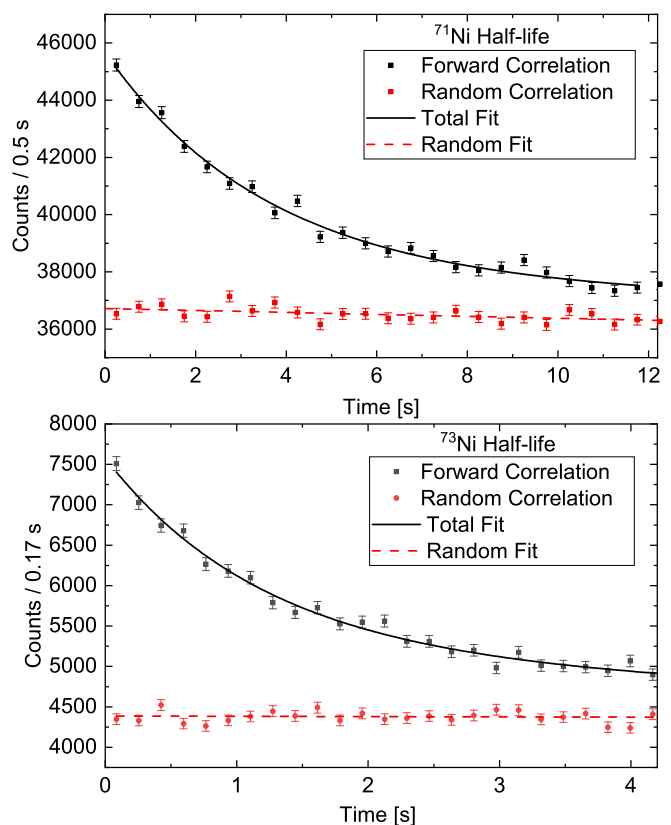 ⁷¹Ni Half-life
Forward Correlation
Random Correlation
Total Fit
Random Fit
46000
44000
42000
40000
38000
36000
Counts / 0.5 s
0 2 4 6 8 10 12
Time [s]
⁷³Ni Half-life
Forward Correlation
Random Correlation
Total Fit
Random Fit
8000
7500
7000
6500
6000
5500
5000
4500
4000
Counts / 0.17 s
0 1 2 3 4
Time [s]